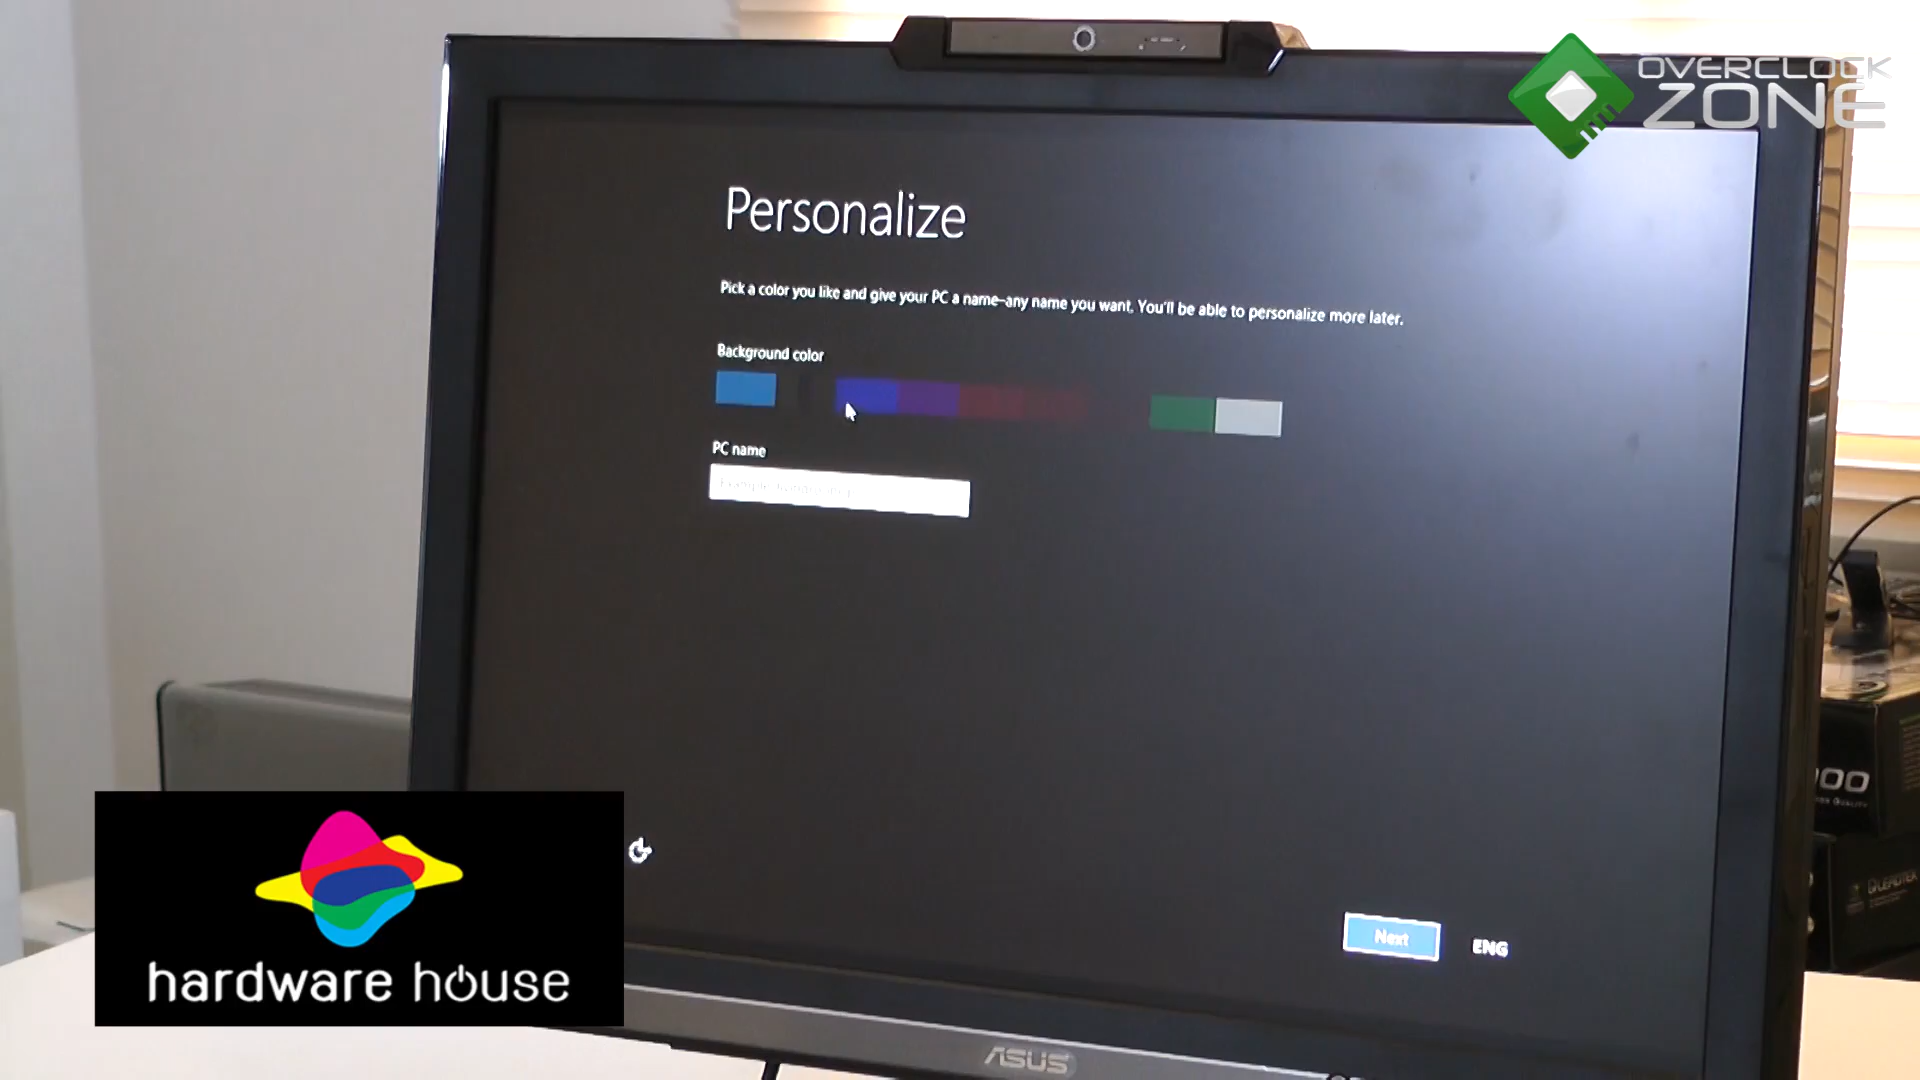 OVERCLOCK
ZONE
Personalize
Pick a color you like and give your PC a name–any name you want. You'll be able to personalize more later.
Background color
PC name
Next
ENG
hardware house
ASUS
LEADTEK